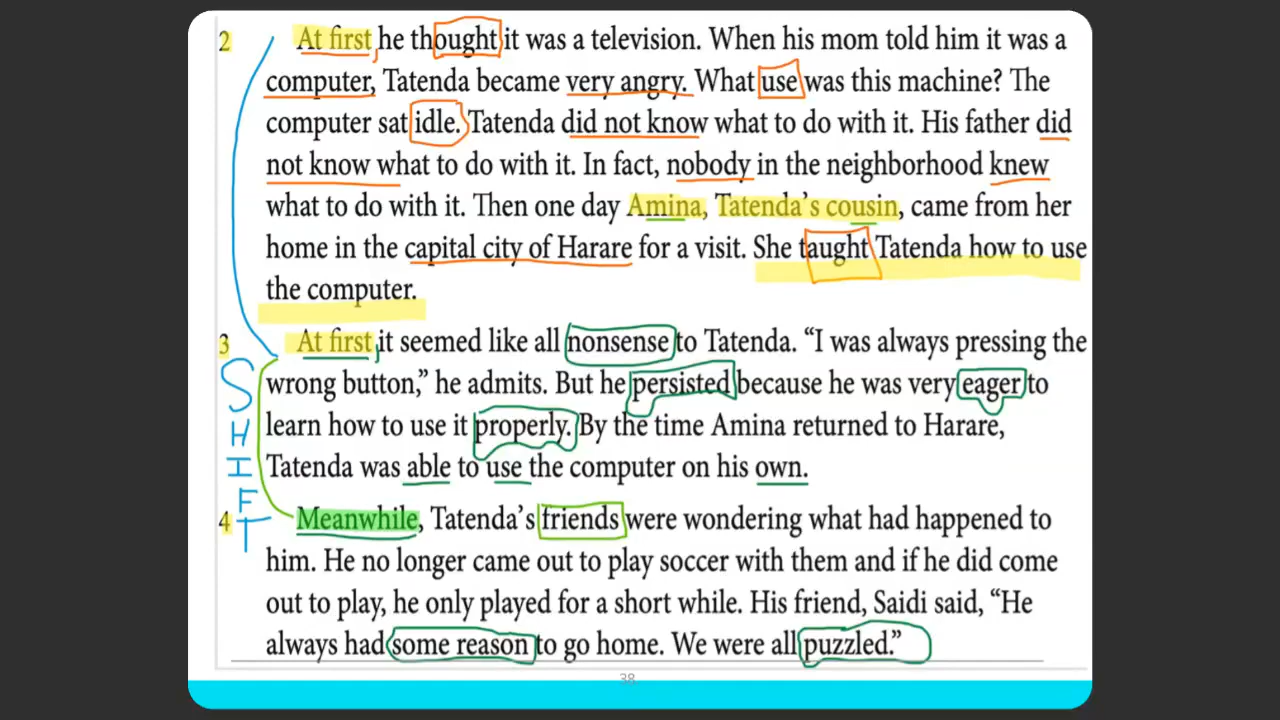 2 At first, he thought it was a television. When his mom told him it was a
computer, Tatenda became very angry. What use was this machine? The
computer sat idle. Tatenda did not know what to do with it. His father did
not know what to do with it. In fact, nobody in the neighborhood knew
what to do with it. Then one day Amina, Tatenda's cousin, came from her
home in the capital city of Harare for a visit. She taught Tatenda how to use
the computer.
3 At first, it seemed like all nonsense to Tatenda. “I was always pressing the
wrong button,” he admits. But he persisted because he was very eager to
learn how to use it properly. By the time Amina returned to Harare,
Tatenda was able to use the computer on his own.
4 Meanwhile, Tatenda's friends were wondering what had happened to
him. He no longer came out to play soccer with them and if he did come
out to play, he only played for a short while. His friend, Saidi said, “He
always had some reason to go home. We were all puzzled.”
SHIFT
38